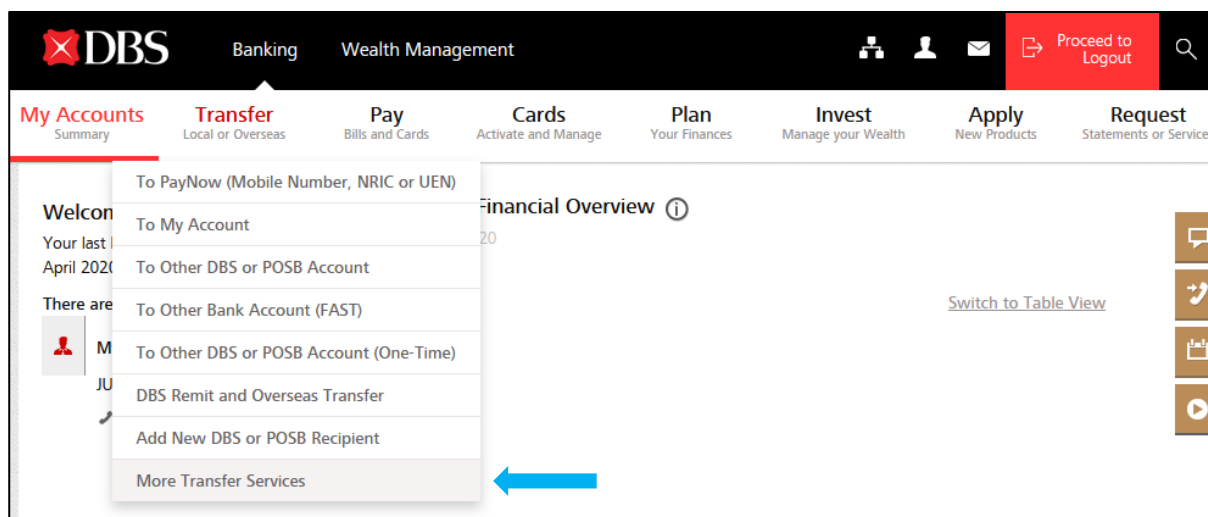 DBS
Banking
Wealth Management
Proceed to
Logout
My Accounts
Summary
Transfer
Local or Overseas
Pay
Bills and Cards
Cards
Activate and Manage
Plan
Your Finances
Invest
Manage your Wealth
Apply
New Products
Request
Statements or Service
To PayNow (Mobile Number, NRIC or UEN)
To My Account
To Other DBS or POSB Account
To Other Bank Account (FAST)
To Other DBS or POSB Account (One-Time)
DBS Remit and Overseas Transfer
Add New DBS or POSB Recipient
More Transfer Services
Welcon
Your last
April 202
There are
M
JU
Financial Overview
20
Switch to Table View